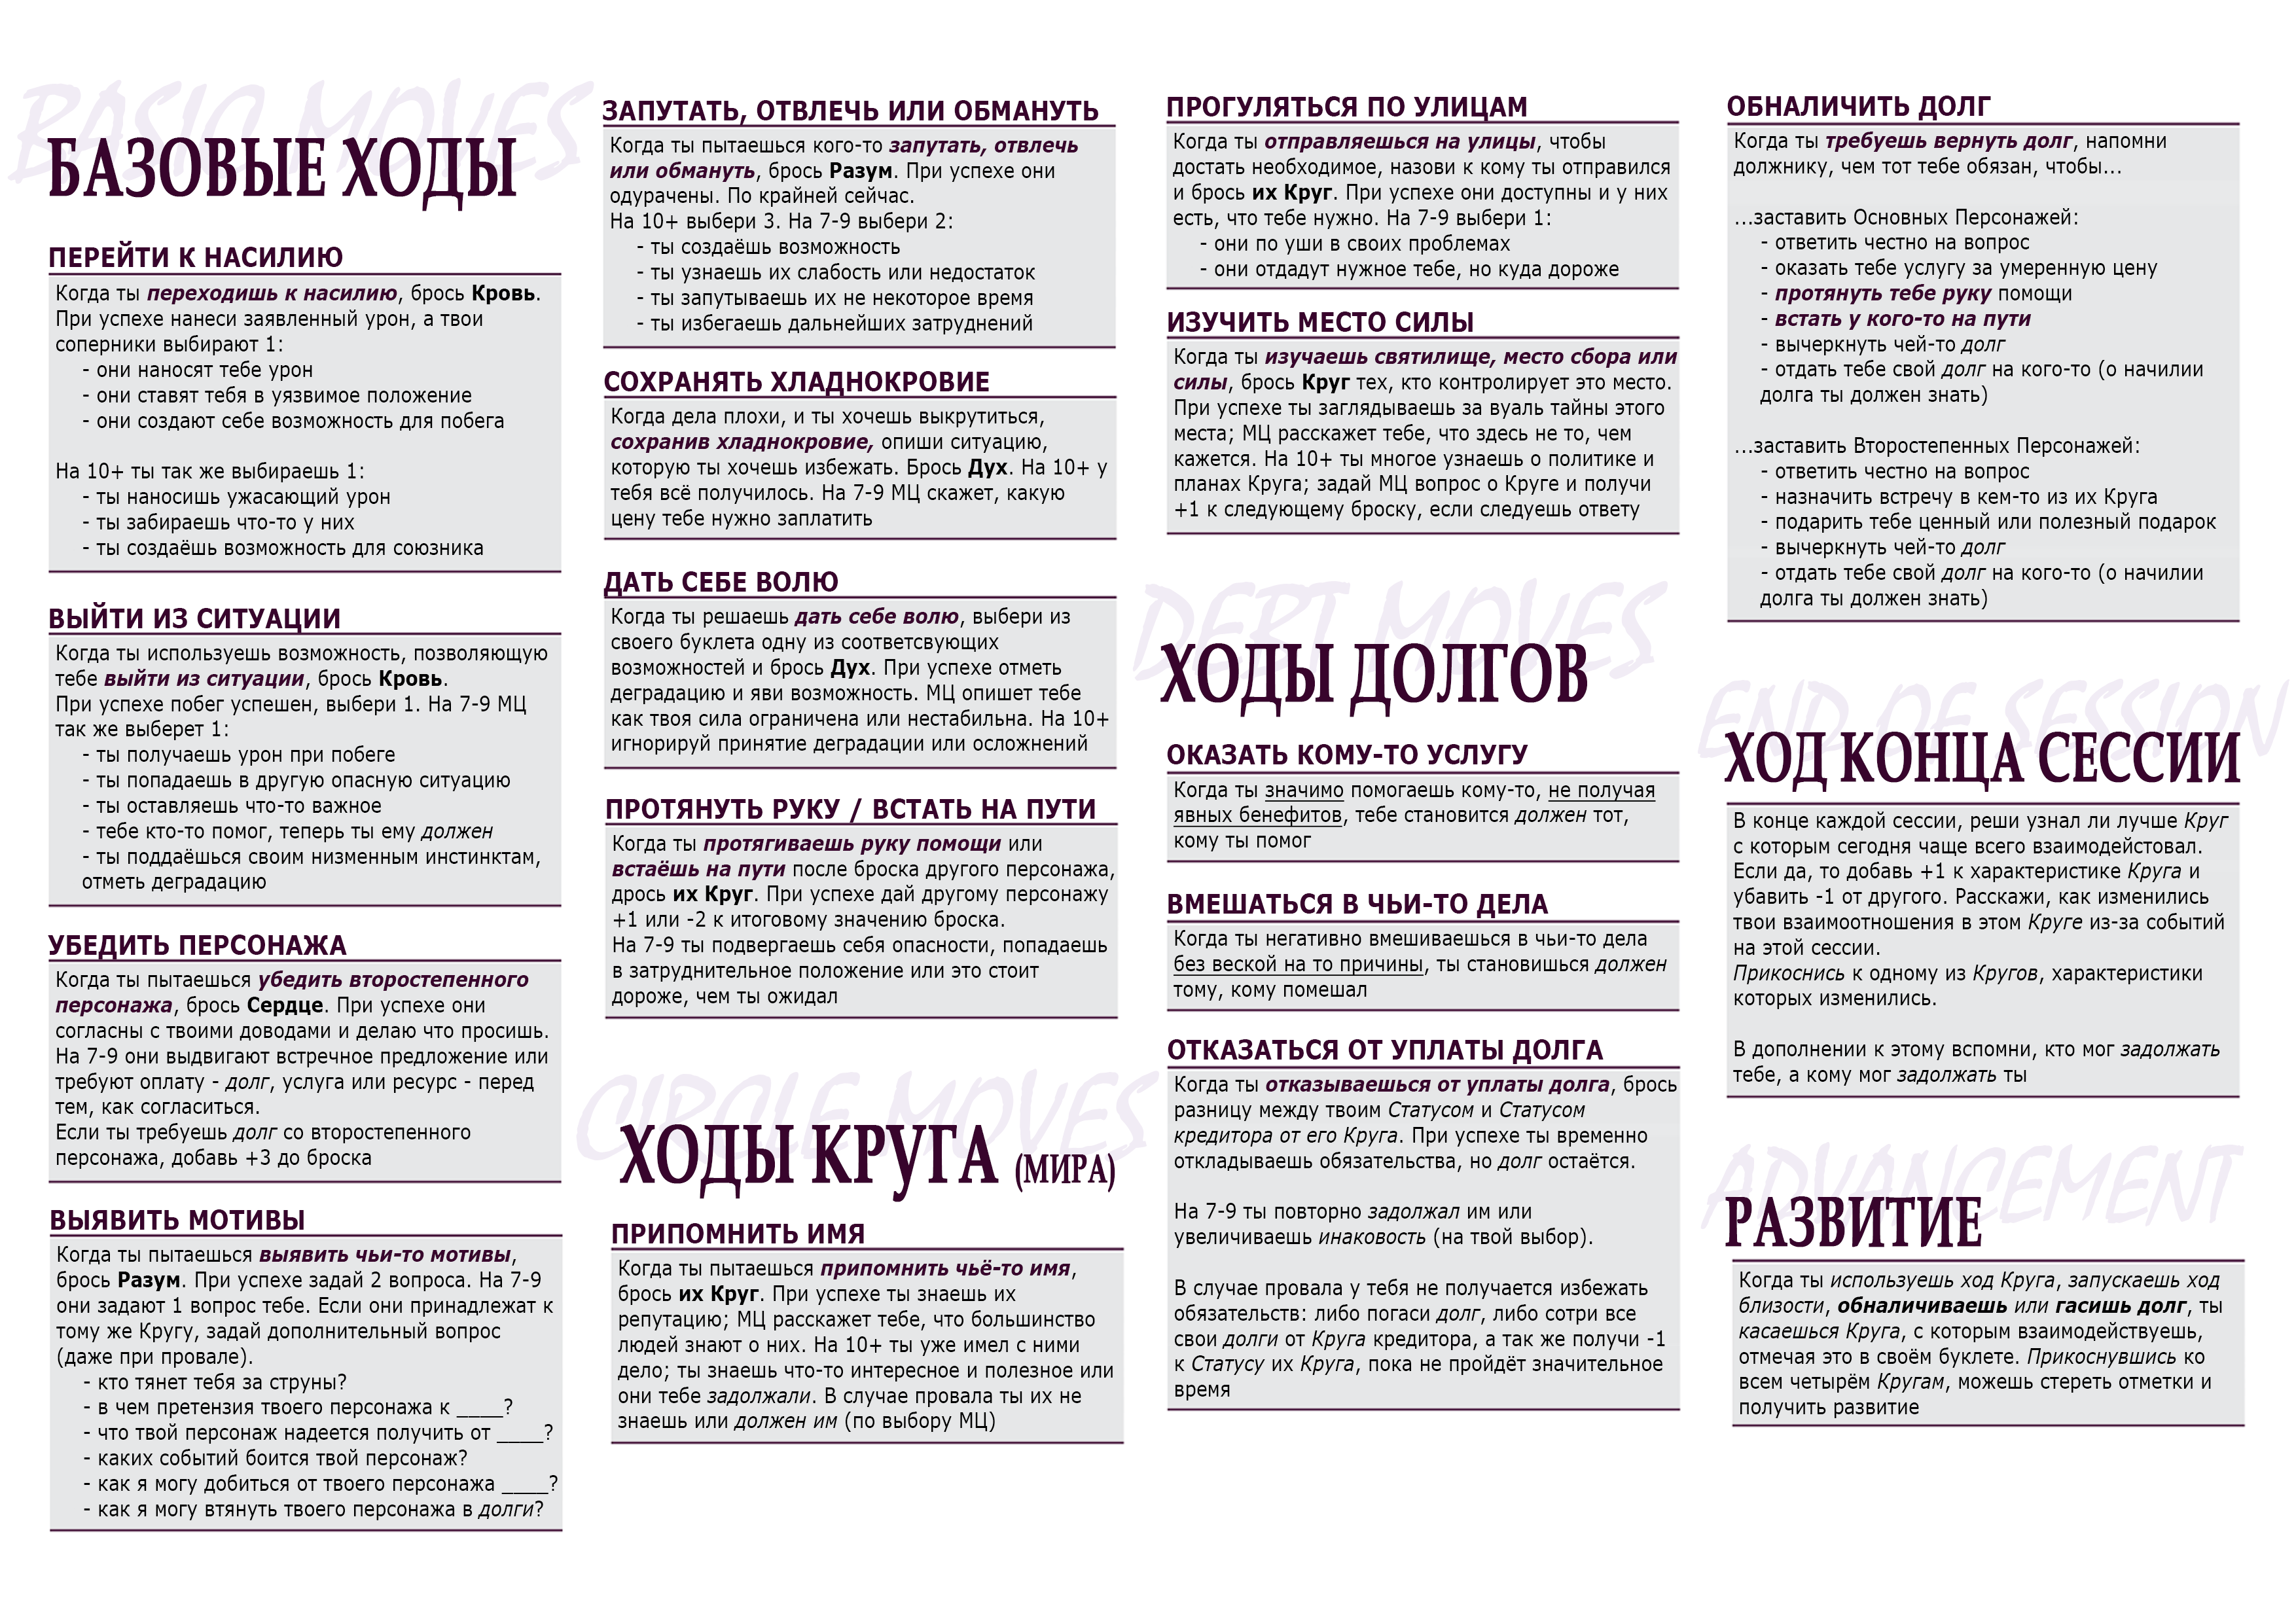 BASIC MOVES
БАЗОВЫЕ ХОДЫ
ПЕРЕЙТИ К НАСИЛИЮ
Когда ты переходишь к насилию, брось Кровь.
При успехе нанеси заявленный урон, а твои
соперники выбирают 1:
- они наносят тебе урон
- они ставят тебя в уязвимое положение
- они создают себе возможность для побега
На 10+ ты так же выбираешь 1:
- ты наносишь ужасающий урон
- ты забираешь что-то у них
- ты создаёшь возможность для союзника
ВЫЙТИ ИЗ СИТУАЦИИ
Когда ты используешь возможность, позволяющую
тебе выйти из ситуации, брось Кровь.
При успехе побег успешен, выбери 1. На 7-9 МЦ
так же выберет 1:
- ты получаешь урон при побеге
- ты попадаешь в другую опасную ситуацию
- ты оставляешь что-то важное
- тебе кто-то помог, теперь ты ему должен
- ты поддаёшься своим низменным инстинктам,
отметь деградацию
УБЕДИТЬ ПЕРСОНАЖА
Когда ты пытаешься убедить второстепенного
персонажа, брось Сердце. При успехе они
согласны с твоими доводами и делаю что просишь.
На 7-9 они выдвигают встречное предложение или
требуют оплату - долг, услуга или ресурс - перед
тем, как согласиться.
Если ты требуешь долг со второстепенного
персонажа, добавь +3 до броска
ВЫЯВИТЬ МОТИВЫ
Когда ты пытаешься выявить чьи-то мотивы,
брось Разум. При успехе задай 2 вопроса. На 7-9
они задают 1 вопрос тебе. Если они принадлежат к
тому же Кругу, задай дополнительный вопрос
(даже при провале).
- кто тянет тебя за струны?
- в чем претензия твоего персонажа к ____?
- что твой персонаж надеется получить от ____?
- каких событий боится твой персонаж?
- как я могу добиться от твоего персонажа ____?
- как я могу втянуть твоего персонажа в долги?
ЗАПУТАТЬ, ОТВЛЕЧЬ ИЛИ ОБМАНУТЬ
Когда ты пытаешься кого-то запутать, отвлечь
или обмануть, брось Разум. При успехе они
одурачены. По крайней сейчас.
На 10+ выбери 3. На 7-9 выбери 2:
- ты создаёшь возможность
- ты узнаешь их слабость или недостаток
- ты запутываешь их не некоторое время
- ты избегаешь дальнейших затруднений
СОХРАНЯТЬ ХЛАДНОКРОВИЕ
Когда дела плохи, и ты хочешь выкрутиться,
сохранив хладнокровие, опиши ситуацию,
которую ты хочешь избежать. Брось Дух. На 10+ у
тебя всё получилось. На 7-9 МЦ скажет, какую
цену тебе нужно заплатить
ДАТЬ СЕБЕ ВОЛЮ
Когда ты решаешь дать себе волю, выбери из
своего буклета одну из соответсвующих
возможностей и брось Дух. При успехе отметь
деградацию и яви возможность. МЦ опишет тебе
как твоя сила ограничена или нестабильна. На 10+
игнорируй принятие деградации или осложнений
ПРОТЯНУТЬ РУКУ / ВСТАТЬ НА ПУТИ
Когда ты протягиваешь руку помощи или
встаёшь на пути после броска другого персонажа,
дрось их Круг. При успехе дай другому персонажу
+1 или -2 к итоговому значению броска.
На 7-9 ты подвергаешь себя опасности, попадаешь
в затруднительное положение или это стоит
дороже, чем ты ожидал
CIRCLE MOVES
ХОДЫ КРУГА (МИРА)
ПРИПОМНИТЬ ИМЯ
Когда ты пытаешься припомнить чьё-то имя,
брось их Круг. При успехе ты знаешь их
репутацию; МЦ расскажет тебе, что большинство
людей знают о них. На 10+ ты уже имел с ними
дело; ты знаешь что-то интересное и полезное или
они тебе задолжали. В случае провала ты их не
знаешь или должен им (по выбору МЦ)
ПРОГУЛЯТЬСЯ ПО УЛИЦАМ
Когда ты отправляешься на улицы, чтобы
достать необходимое, назови к кому ты отправился
и брось их Круг. При успехе они доступны и у них
есть, что тебе нужно. На 7-9 выбери 1:
- они по уши в своих проблемах
- они отдадут нужное тебе, но куда дороже
ИЗУЧИТЬ МЕСТО СИЛЫ
Когда ты изучаешь святилище, место сбора или
силы, брось Круг тех, кто контролирует это место.
При успехе ты заглядываешь за вуаль тайны этого
места; МЦ расскажет тебе, что здесь не то, чем
кажется. На 10+ ты многое узнаешь о политике и
планах Круга; задай МЦ вопрос о Круге и получи
+1 к следующему броску, если следуешь ответу
DEBT MOVES
ХОДЫ ДОЛГОВ
ОКАЗАТЬ КОМУ-ТО УСЛУГУ
Когда ты значимо помогаешь кому-то, не получая
явных бенефитов, тебе становится должен тот,
кому ты помог
ВМЕШАТЬСЯ В ЧЬИ-ТО ДЕЛА
Когда ты негативно вмешиваешься в чьи-то дела
без веской на то причины, ты становишься должен
тому, кому помешал
ОТКАЗАТЬСЯ ОТ УПЛАТЫ ДОЛГА
Когда ты отказываешься от уплаты долга, брось
разницу между твоим Статусом и Статусом
кредитора от его Круга. При успехе ты временно
откладываешь обязательства, но долг остаётся.
На 7-9 ты повторно задолжал им или
увеличиваешь инаковость (на твой выбор).
В случае провала у тебя не получается избежать
обязательств: либо погаси долг, либо сотри все
свои долги от Круга кредитора, а так же получи -1
к Статусу их Круга, пока не пройдёт значительное
время
ОБНАЛИЧИТЬ ДОЛГ
Когда ты требуешь вернуть долг, напомни
должнику, чем тот тебе обязан, чтобы...
...заставить Основных Персонажей:
- ответить честно на вопрос
- оказать тебе услугу за умеренную цену
- протянуть тебе руку помощи
- встать у кого-то на пути
- вычеркнуть чей-то долг
- отдать тебе свой долг на кого-то (о начилии
долга ты должен знать)
...заставить Второстепенных Персонажей:
- ответить честно на вопрос
- назначить встречу в кем-то из их Круга
- подарить тебе ценный или полезный подарок
- вычеркнуть чей-то долг
- отдать тебе свой долг на кого-то (о начилии
долга ты должен знать)
END OF SESSION
ХОД КОНЦА СЕССИИ
В конце каждой сессии, реши узнал ли лучше Круг
с которым сегодня чаще всего взаимодейстовал.
Если да, то добавь +1 к характеристике Круга и
убавить -1 от другого. Расскажи, как изменились
твои взаимоотношения в этом Круге из-за событий
на этой сессии.
Прикоснись к одному из Кругов, характеристики
которых изменились.
В дополнении к этому вспомни, кто мог задолжать
тебе, а кому мог задолжать ты
ADVANCEMENT
РАЗВИТИЕ
Когда ты используешь ход Круга, запускаешь ход
близости, обналичиваешь или гасишь долг, ты
касаешься Круга, с которым взаимодействуешь,
отмечая это в своём буклете. Прикоснувшись ко
всем четырём Кругам, можешь стереть отметки и
получить развитие